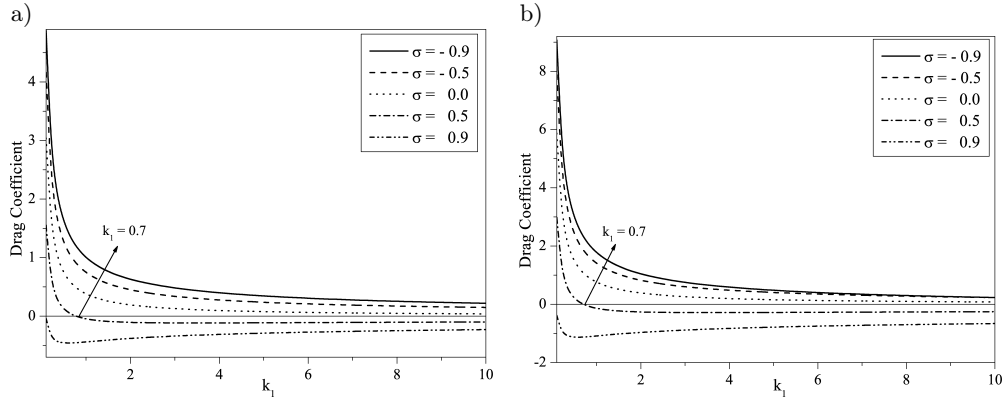 a)
Drag Coefficient
4
3
2
1
0
2
4
6
8
10
k₁
k₁ = 0.7
σ = - 0.9
σ = - 0.5
σ = 0.0
σ = 0.5
σ = 0.9
b)
Drag Coefficient
8
6
4
2
0
-2
2
4
6
8
10
k₁
k₁ = 0.7
σ = - 0.9
σ = - 0.5
σ = 0.0
σ = 0.5
σ = 0.9